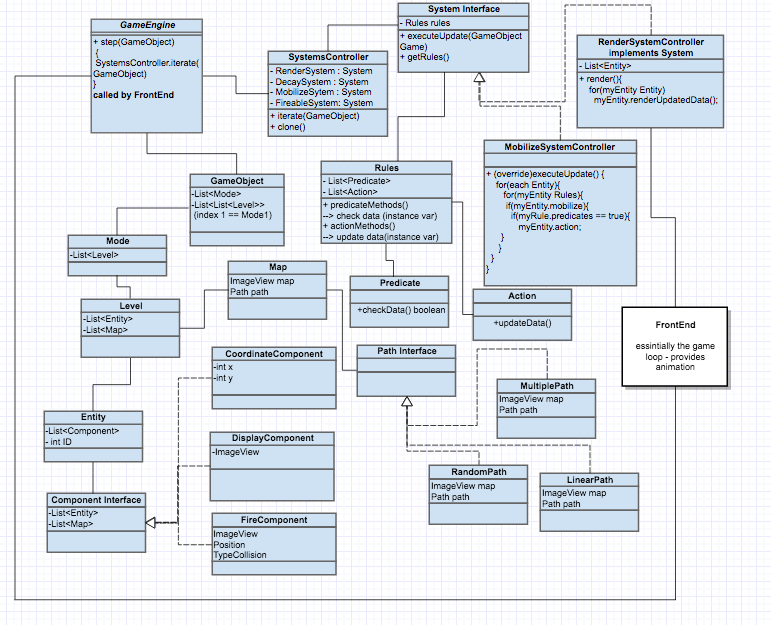 GameEngine
+ step(GameObject)
{
SystemsController.iterate(
GameObject)
}
called by FrontEnd
SystemsController
- RenderSystem : System
- DecaySystem : System
- MobilizeSytem : System
- FireableSystem: System
+ iterate(GameObject)
+ clone()
System Interface
- Rules rules
+ executeUpdate(GameObject
Game)
+ getRules()
RenderSystemController
implements System
- List<Entity>
+ render(){
for(myEntity Entity)
myEntity.renderUpdatedData();
MobilizeSystemController
+ (override)executeUpdate() {
for(each Entity){
for(myEntity Rules){
if(myEntity.mobilize){
if(myRule.predicates == true){
myEntity.action;
}
}
}
}
GameObject
-List<Mode>
-List<List<Level>>
(index 1 == Mode1)
Rules
- List<Predicate>
- List<Action>
+ predicateMethods()
--> check data (instance var)
+ actionMethods()
--> update data(instance var)
Mode
-List<Level>
Map
ImageView map
Path path
Predicate
+checkData() boolean
Action
+updateData()
Level
-List<Entity>
-List<Map>
FrontEnd
essintially the game
loop - provides
animation
CoordinateComponent
-int x
-int y
Path Interface
MultiplePath
ImageView map
Path path
Entity
-List<Component>
- int ID
DisplayComponent
-ImageView
RandomPath
ImageView map
Path path
LinearPath
ImageView map
Path path
Component Interface
-List<Entity>
-List<Map>
FireComponent
ImageView
Position
TypeCollision